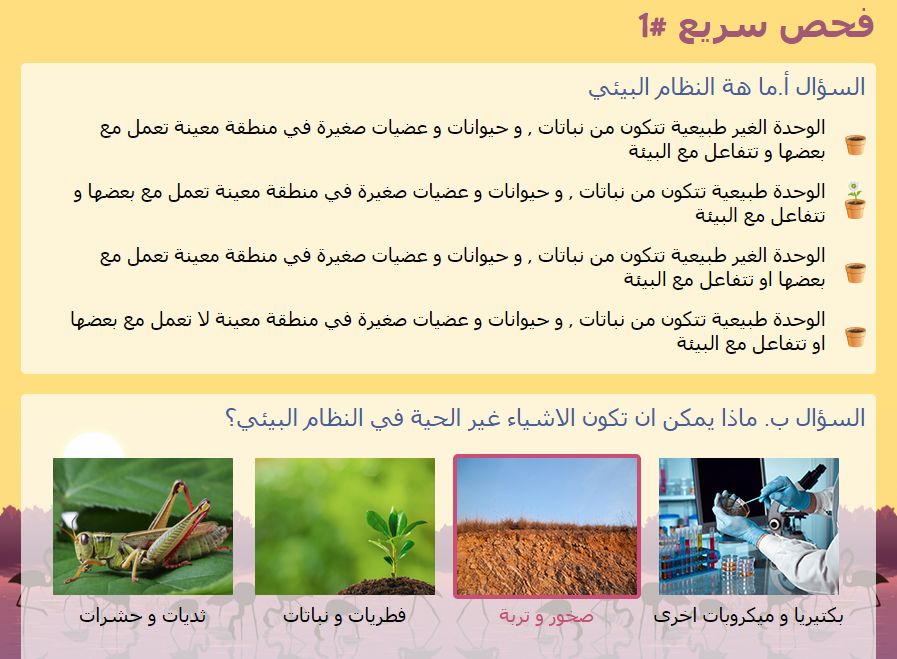 فحص سريع #1
السؤال أ.ما هة النظام البيئي
الوحدة الغير طبيعية تتكون من نباتات , و حيوانات و عضيات صغيرة في منطقة معينة تعمل مع
بعضها و تتفاعل مع البيئة
الوحدة طبيعية تتكون من نباتات , و حيوانات و عضيات صغيرة في منطقة معينة تعمل مع بعضها و
تتفاعل مع البيئة
الوحدة الغير طبيعية تتكون من نباتات , و حيوانات و عضيات صغيرة في منطقة معينة تعمل مع
بعضها او تتفاعل مع البيئة
الوحدة طبيعية تتكون من نباتات , و حيوانات و عضيات صغيرة في منطقة معينة لا تعمل مع بعضها
او تتفاعل مع البيئة
السؤال ب. ماذا يمكن ان تكون الاشياء غير الحية في النظام البيئي؟
بكتيريا و ميكروبات اخرى
صخور و تربة
فطريات و نباتات
ثديات و حشرات